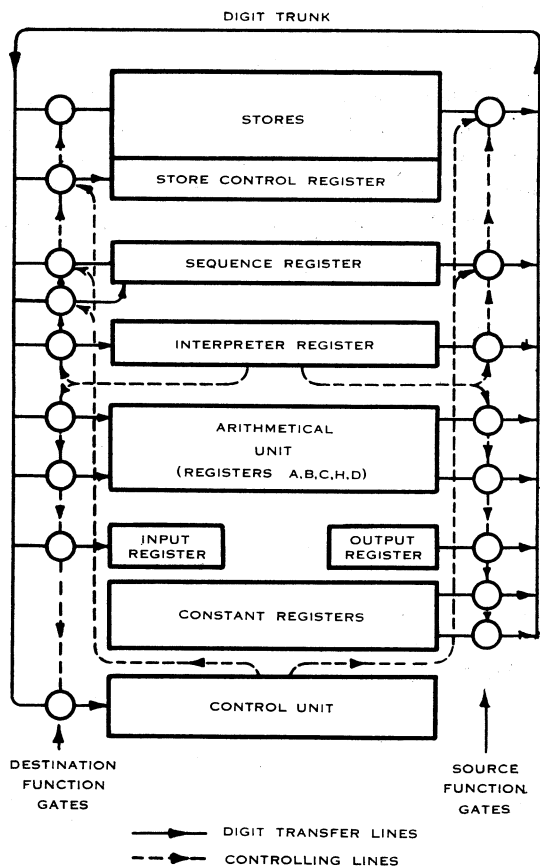 DIGIT TRUNK
STORES
STORE CONTROL REGISTER
SEQUENCE REGISTER
INTERPRETER REGISTER
ARITHMETICAL
UNIT
(REGISTERS A,B,C,H,D)
INPUT
REGISTER
OUTPUT
REGISTER
CONSTANT REGISTERS
CONTROL UNIT
DESTINATION
FUNCTION
GATES
SOURCE
FUNCTION.
GATES
DIGIT TRANSFER LINES
CONTROLLING LINES